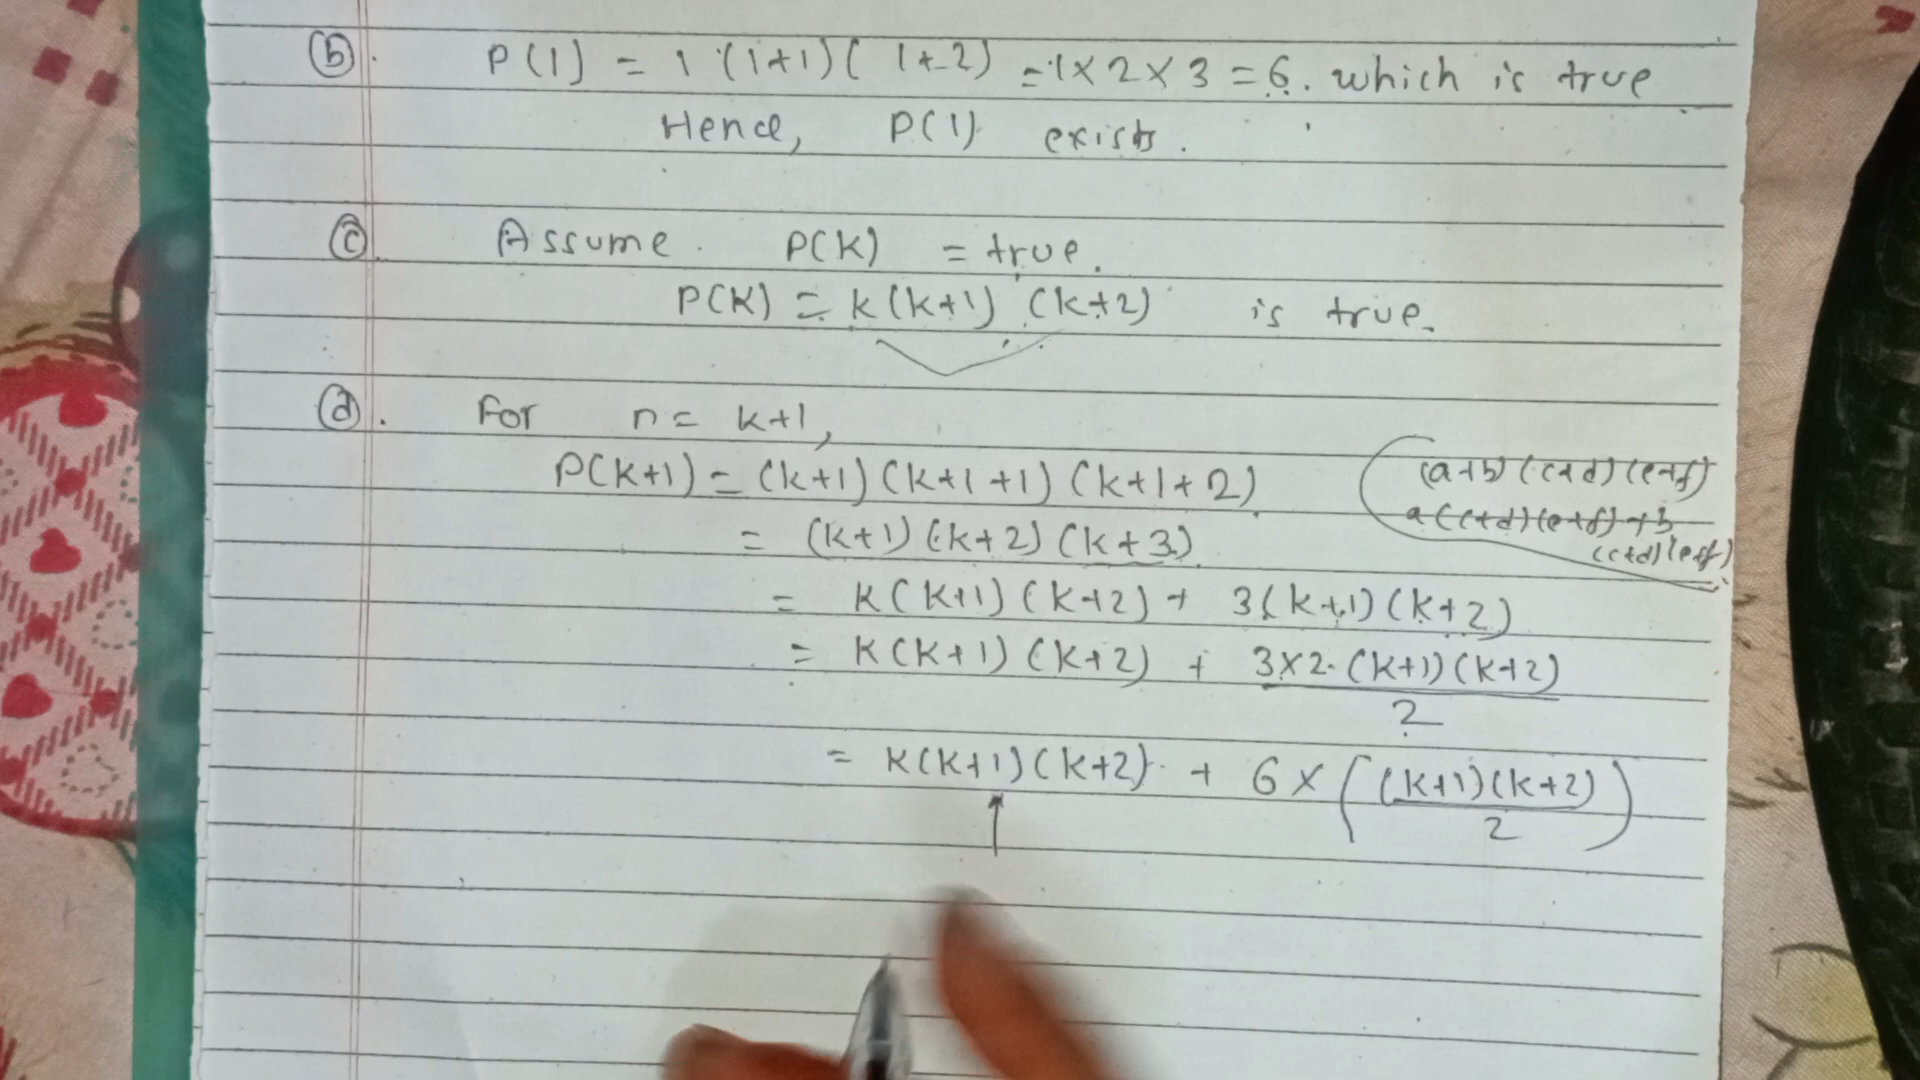 (b). P(1) = 1 (1+1)(1+2) = 1×2×3 = 6. which is true
Hence, P(1) exists.
(c). Assume. P(K) = true.
P(K) = k(k+1) (k+2) is true.
(d). For n = k+1,
P(k+1) = (k+1)(k+1+1)(k+1+2)
= (k+1)(k+2)(k+3)
(a+b)(c+d)(e+f)
a(c+d)(e+f)+b
(c+d)(e+f)
= k(k+1)(k+2) + 3(k+1)(k+2)
= k(k+1)(k+2) + 3×2.(k+1)(k+2)
2
= k(k+1)(k+2) + 6×((k+1)(k+2)
2)